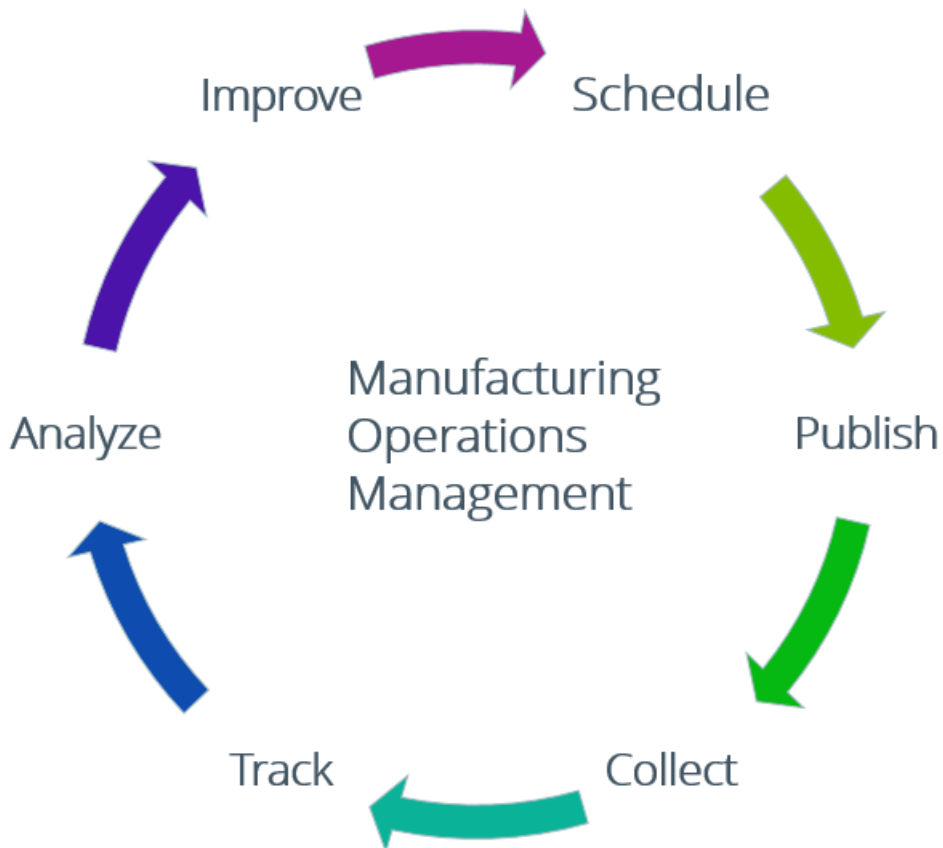 Improve
Schedule
Manufacturing
Operations
Management
Analyze
Publish
Track
Collect